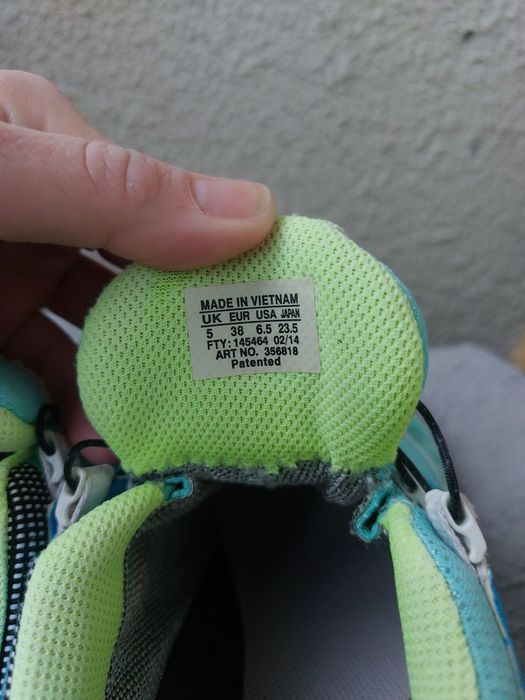 MADE IN VIETNAM
UK EUR USA JAPAN
5 38 6.5 23.5
FTY: 145464 02/14
ART NO. 356818
Patented